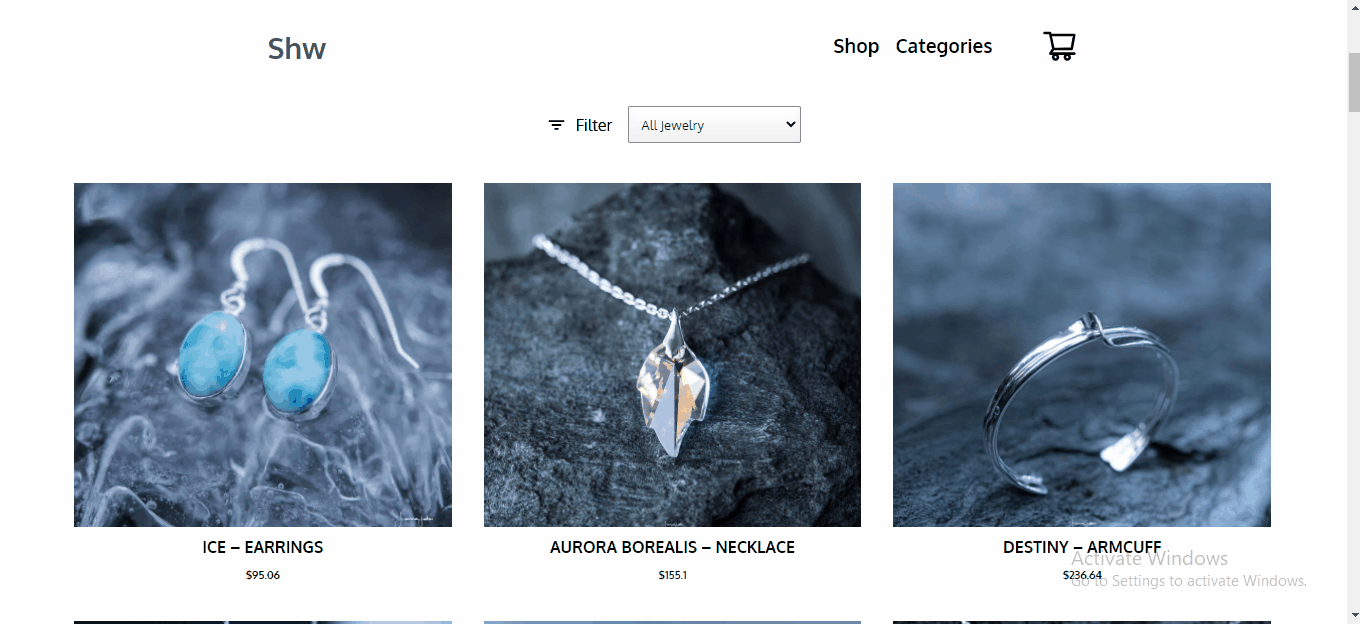 Shw
Shop Categories
Filter All Jewelry
ICE – EARRINGS
AURORA BOREALIS – NECKLACE
DESTINY – ARMCUFF
$95.06
$155.1
$236.64
Activate Windows
Go to Settings to activate Windows.